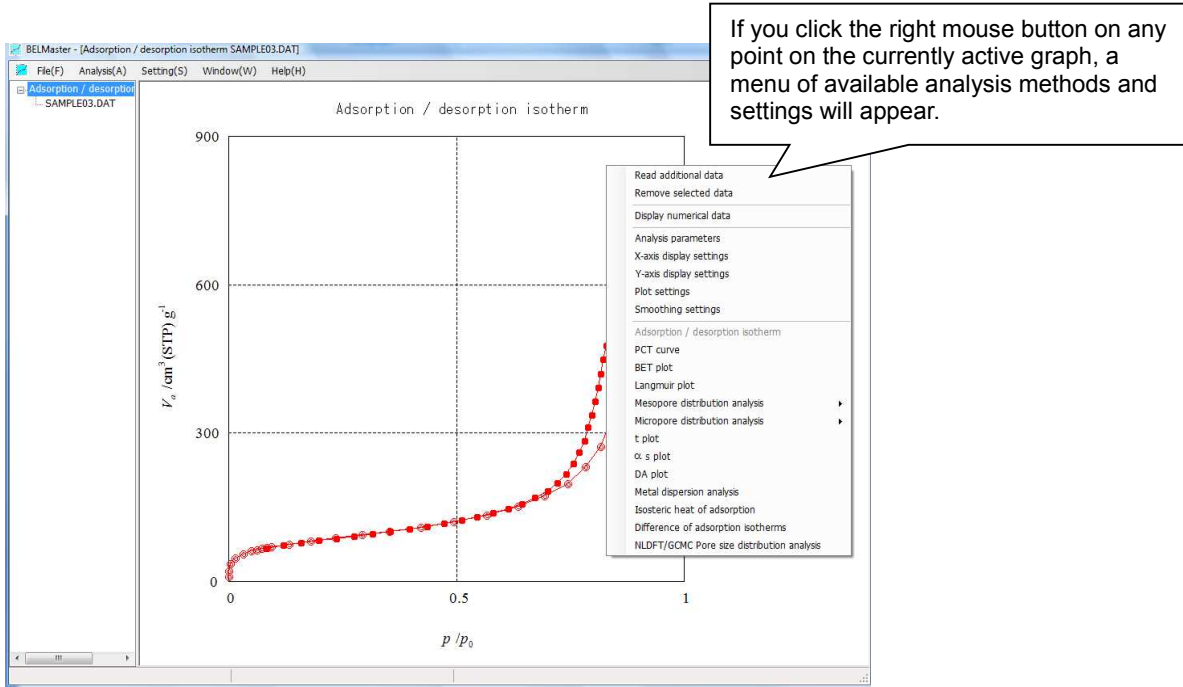 If you click the right mouse button on any
point on the currently active graph, a
menu of available analysis methods and
settings will appear.
BELMaster - [Adsorption / desorption isotherm SAMPLE03.DAT]
File(F) Analysis(A) Setting(S) Window(W) Help(H)
Adsorption / desorption
SAMPLE03.DAT
Adsorption / desorption isotherm
900
600
300
0
Va /cm3(STP) g-1
0 0.5 1
p /p0
Read additional data
Remove selected data
Display numerical data
Analysis parameters
X-axis display settings
Y-axis display settings
Plot settings
Smoothing settings
Adsorption / desorption isotherm
PCT curve
BET plot
Langmuir plot
Mesopore distribution analysis
Micropore distribution analysis
t plot
α s plot
DA plot
Metal dispersion analysis
Isosteric heat of adsorption
Difference of adsorption isotherms
NLDFT/GCMC Pore size distribution analysis